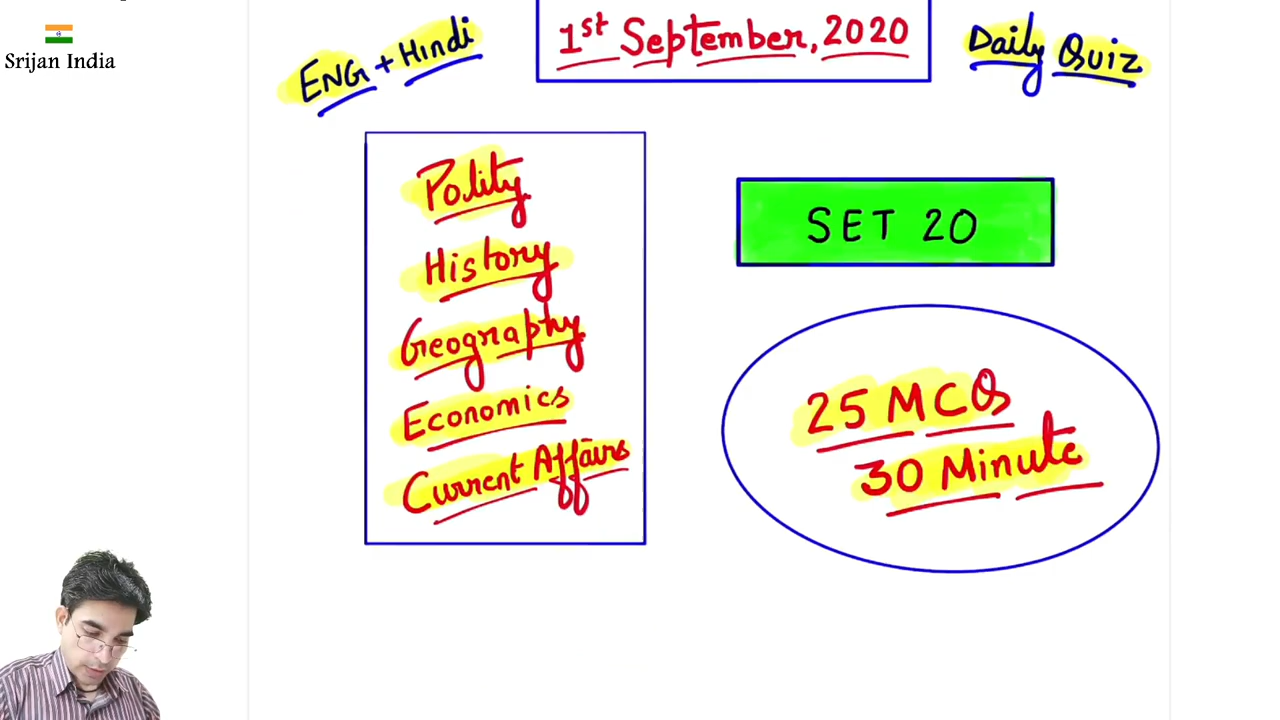 Srijan India
ENG + Hindi
1st September, 2020
Daily Quiz
Polity
History
Geography
Economics
Current Affairs
SET 20
25 MCQs
30 Minute